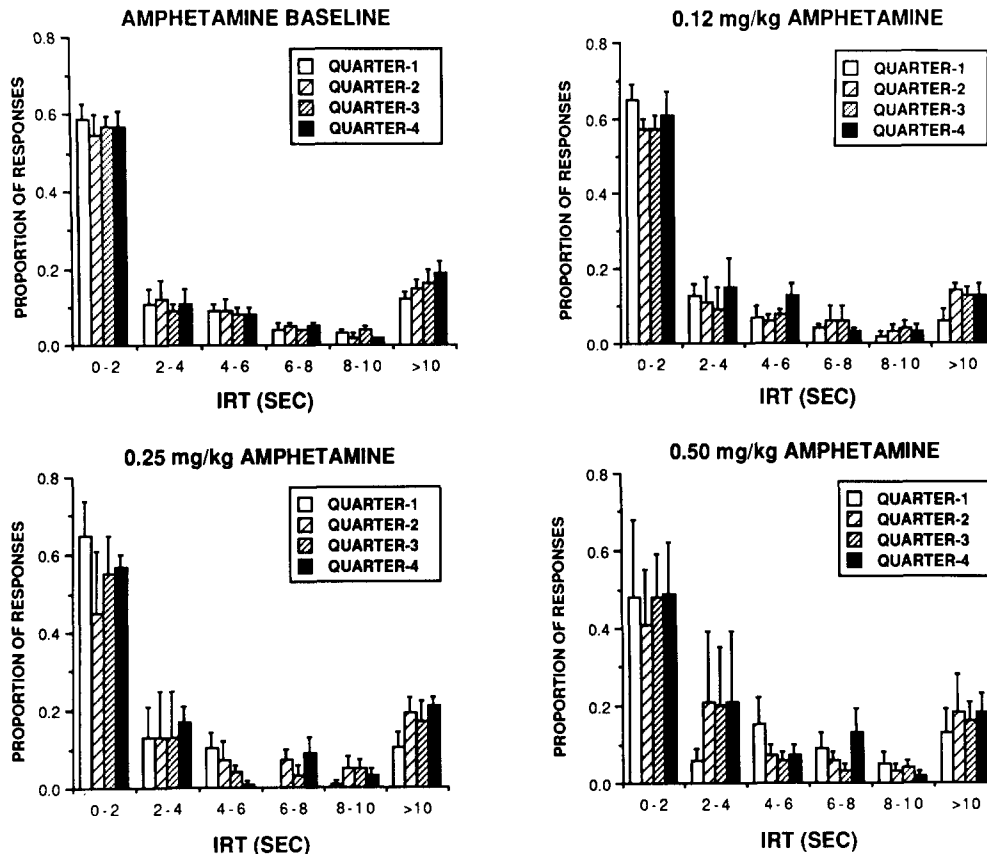 AMPHETAMINE BASELINE
PROPORTION OF RESPONSES
0.8
0.6
0.4
0.2
0.0
QUARTER-1
QUARTER-2
QUARTER-3
QUARTER-4
0-2 2-4 4-6 6-8 8-10 >10
IRT (SEC)
0.12 mg/kg AMPHETAMINE
PROPORTION OF RESPONSES
0.8
0.6
0.4
0.2
0.0
QUARTER-1
QUARTER-2
QUARTER-3
QUARTER-4
0-2 2-4 4-6 6-8 8-10 >10
IRT (SEC)
0.25 mg/kg AMPHETAMINE
PROPORTION OF RESPONSES
0.8
0.6
0.4
0.2
0.0
QUARTER-1
QUARTER-2
QUARTER-3
QUARTER-4
0-2 2-4 4-6 6-8 8-10 >10
IRT (SEC)
0.50 mg/kg AMPHETAMINE
PROPORTION OF RESPONSES
0.8
0.6
0.4
0.2
0.0
QUARTER-1
QUARTER-2
QUARTER-3
QUARTER-4
0-2 2-4 4-6 6-8 8-10 >10
IRT (SEC)